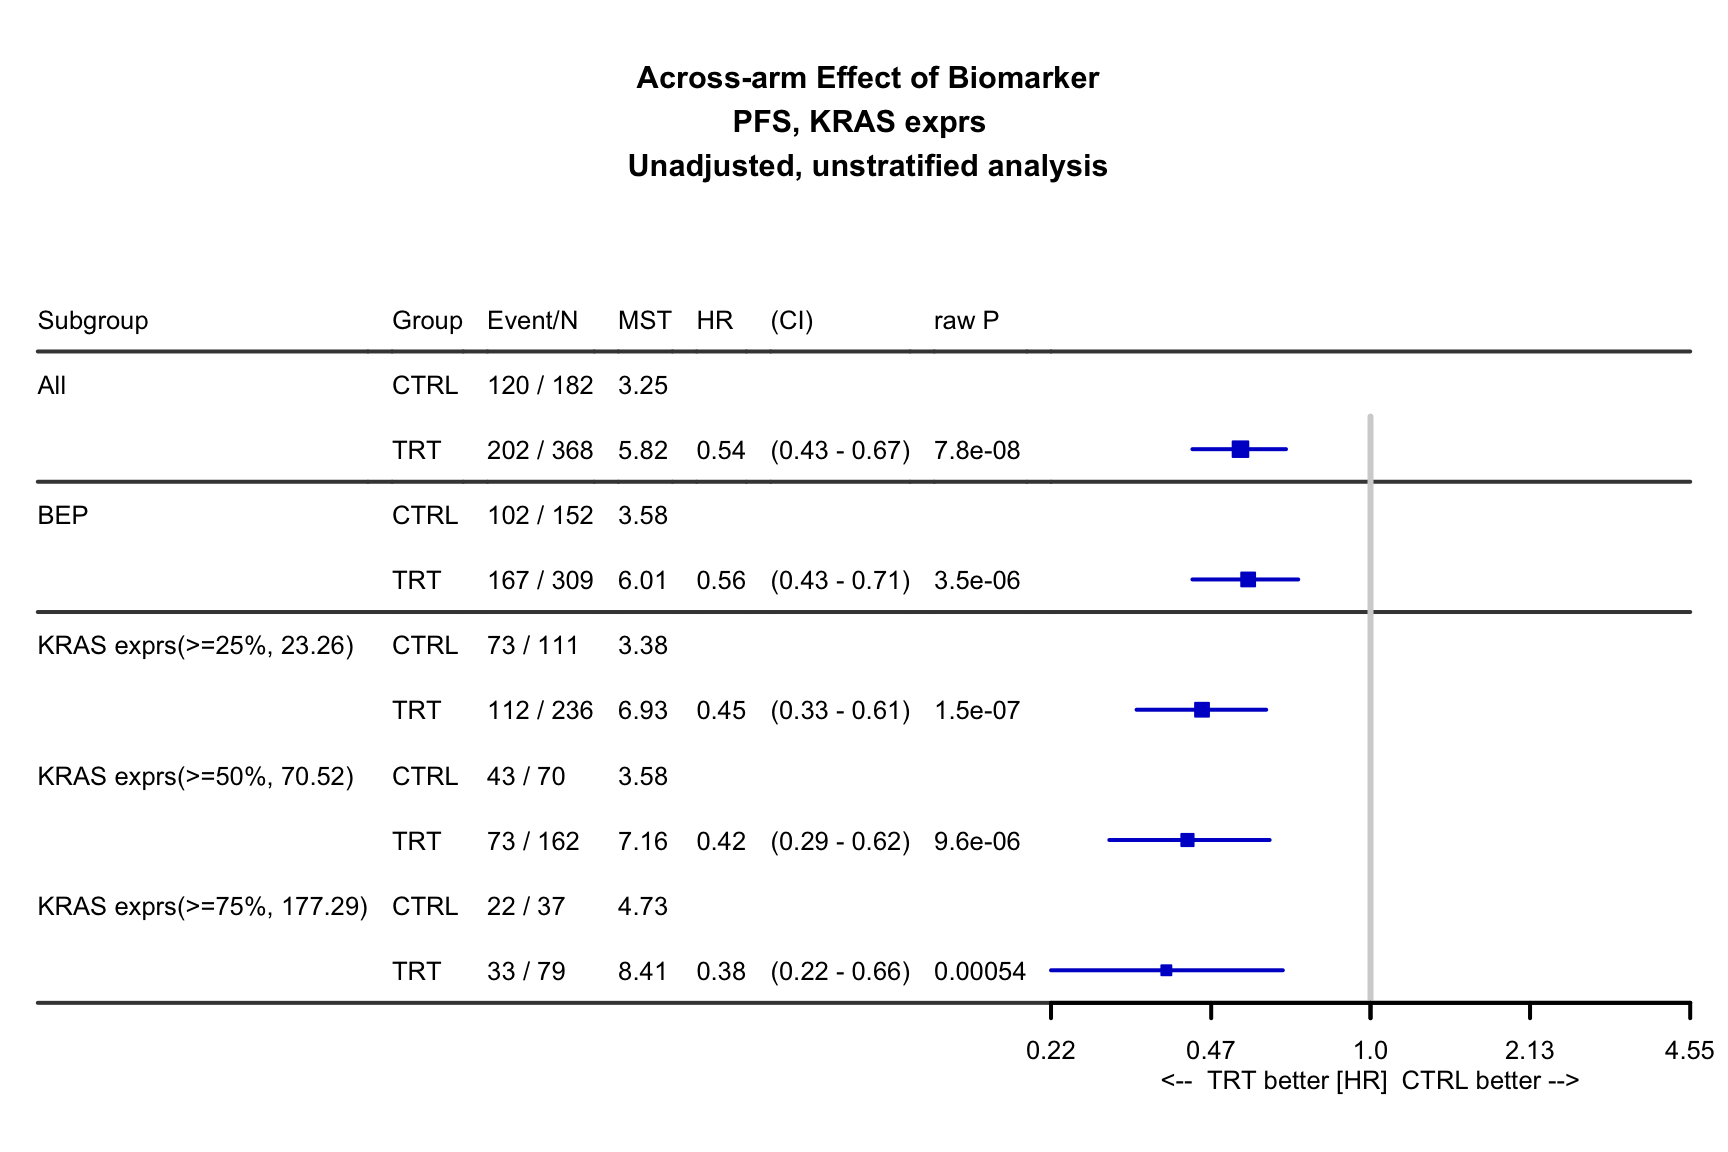 Across-arm Effect of Biomarker
PFS, KRAS exprs
Unadjusted, unstratified analysis
Subgroup Group Event/N MST HR (CI) raw P
All CTRL 120 / 182 3.25
TRT 202 / 368 5.82 0.54 (0.43 - 0.67) 7.8e-08
BEP CTRL 102 / 152 3.58
TRT 167 / 309 6.01 0.56 (0.43 - 0.71) 3.5e-06
KRAS exprs(>=25%, 23.26) CTRL 73 / 111 3.38
TRT 112 / 236 6.93 0.45 (0.33 - 0.61) 1.5e-07
KRAS exprs(>=50%, 70.52) CTRL 43 / 70 3.58
TRT 73 / 162 7.16 0.42 (0.29 - 0.62) 9.6e-06
KRAS exprs(>=75%, 177.29) CTRL 22 / 37 4.73
TRT 33 / 79 8.41 0.38 (0.22 - 0.66) 0.00054
0.22 0.47 1.0 2.13 4.55
<-- TRT better [HR] CTRL better -->